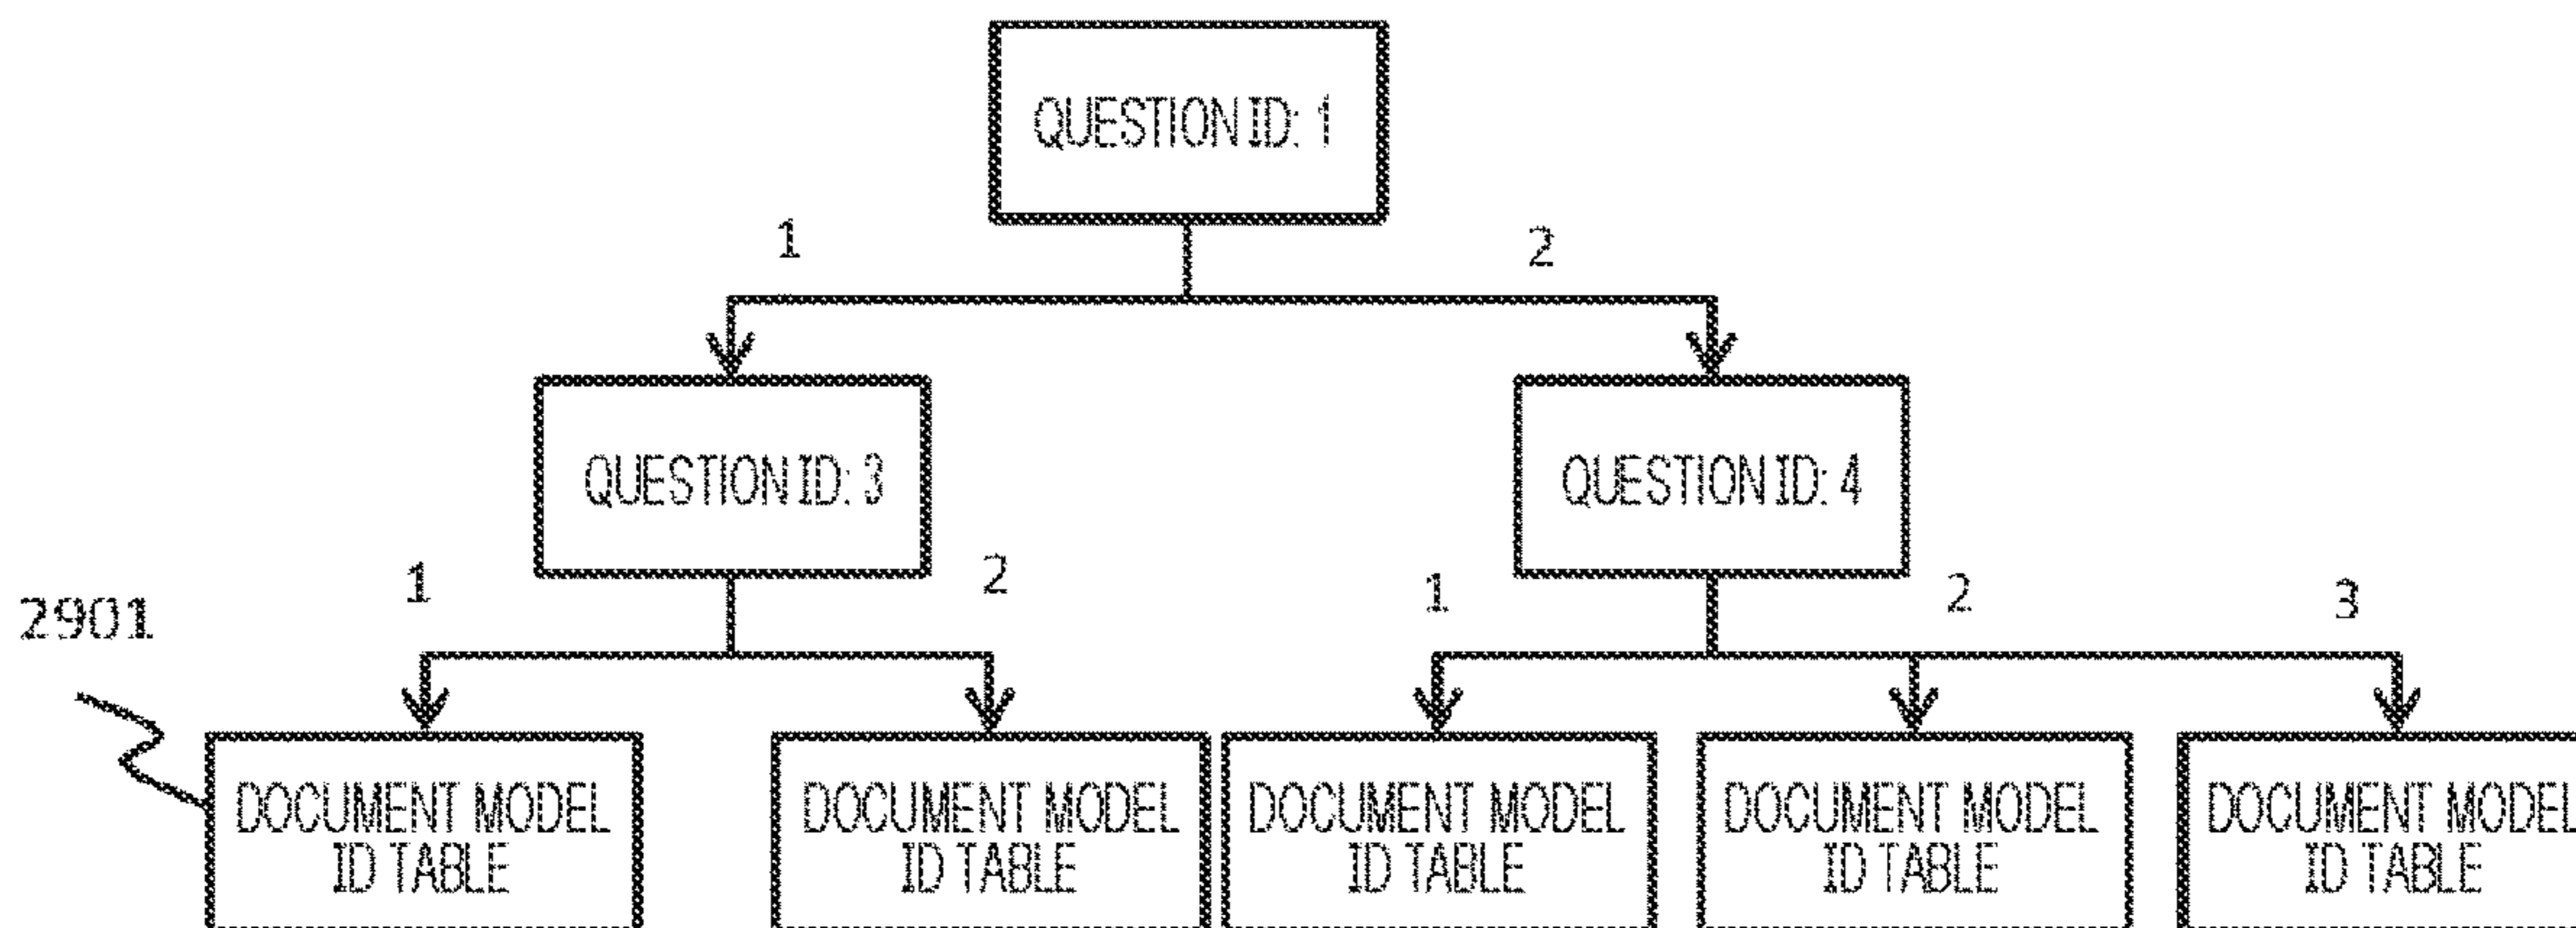 QUESTION ID: 1
1
2
QUESTION ID: 3
QUESTION ID: 4
1
2
1
2
3
2901
DOCUMENT MODEL
ID TABLE
DOCUMENT MODEL
ID TABLE
DOCUMENT MODEL
ID TABLE
DOCUMENT MODEL
ID TABLE
DOCUMENT MODEL
ID TABLE